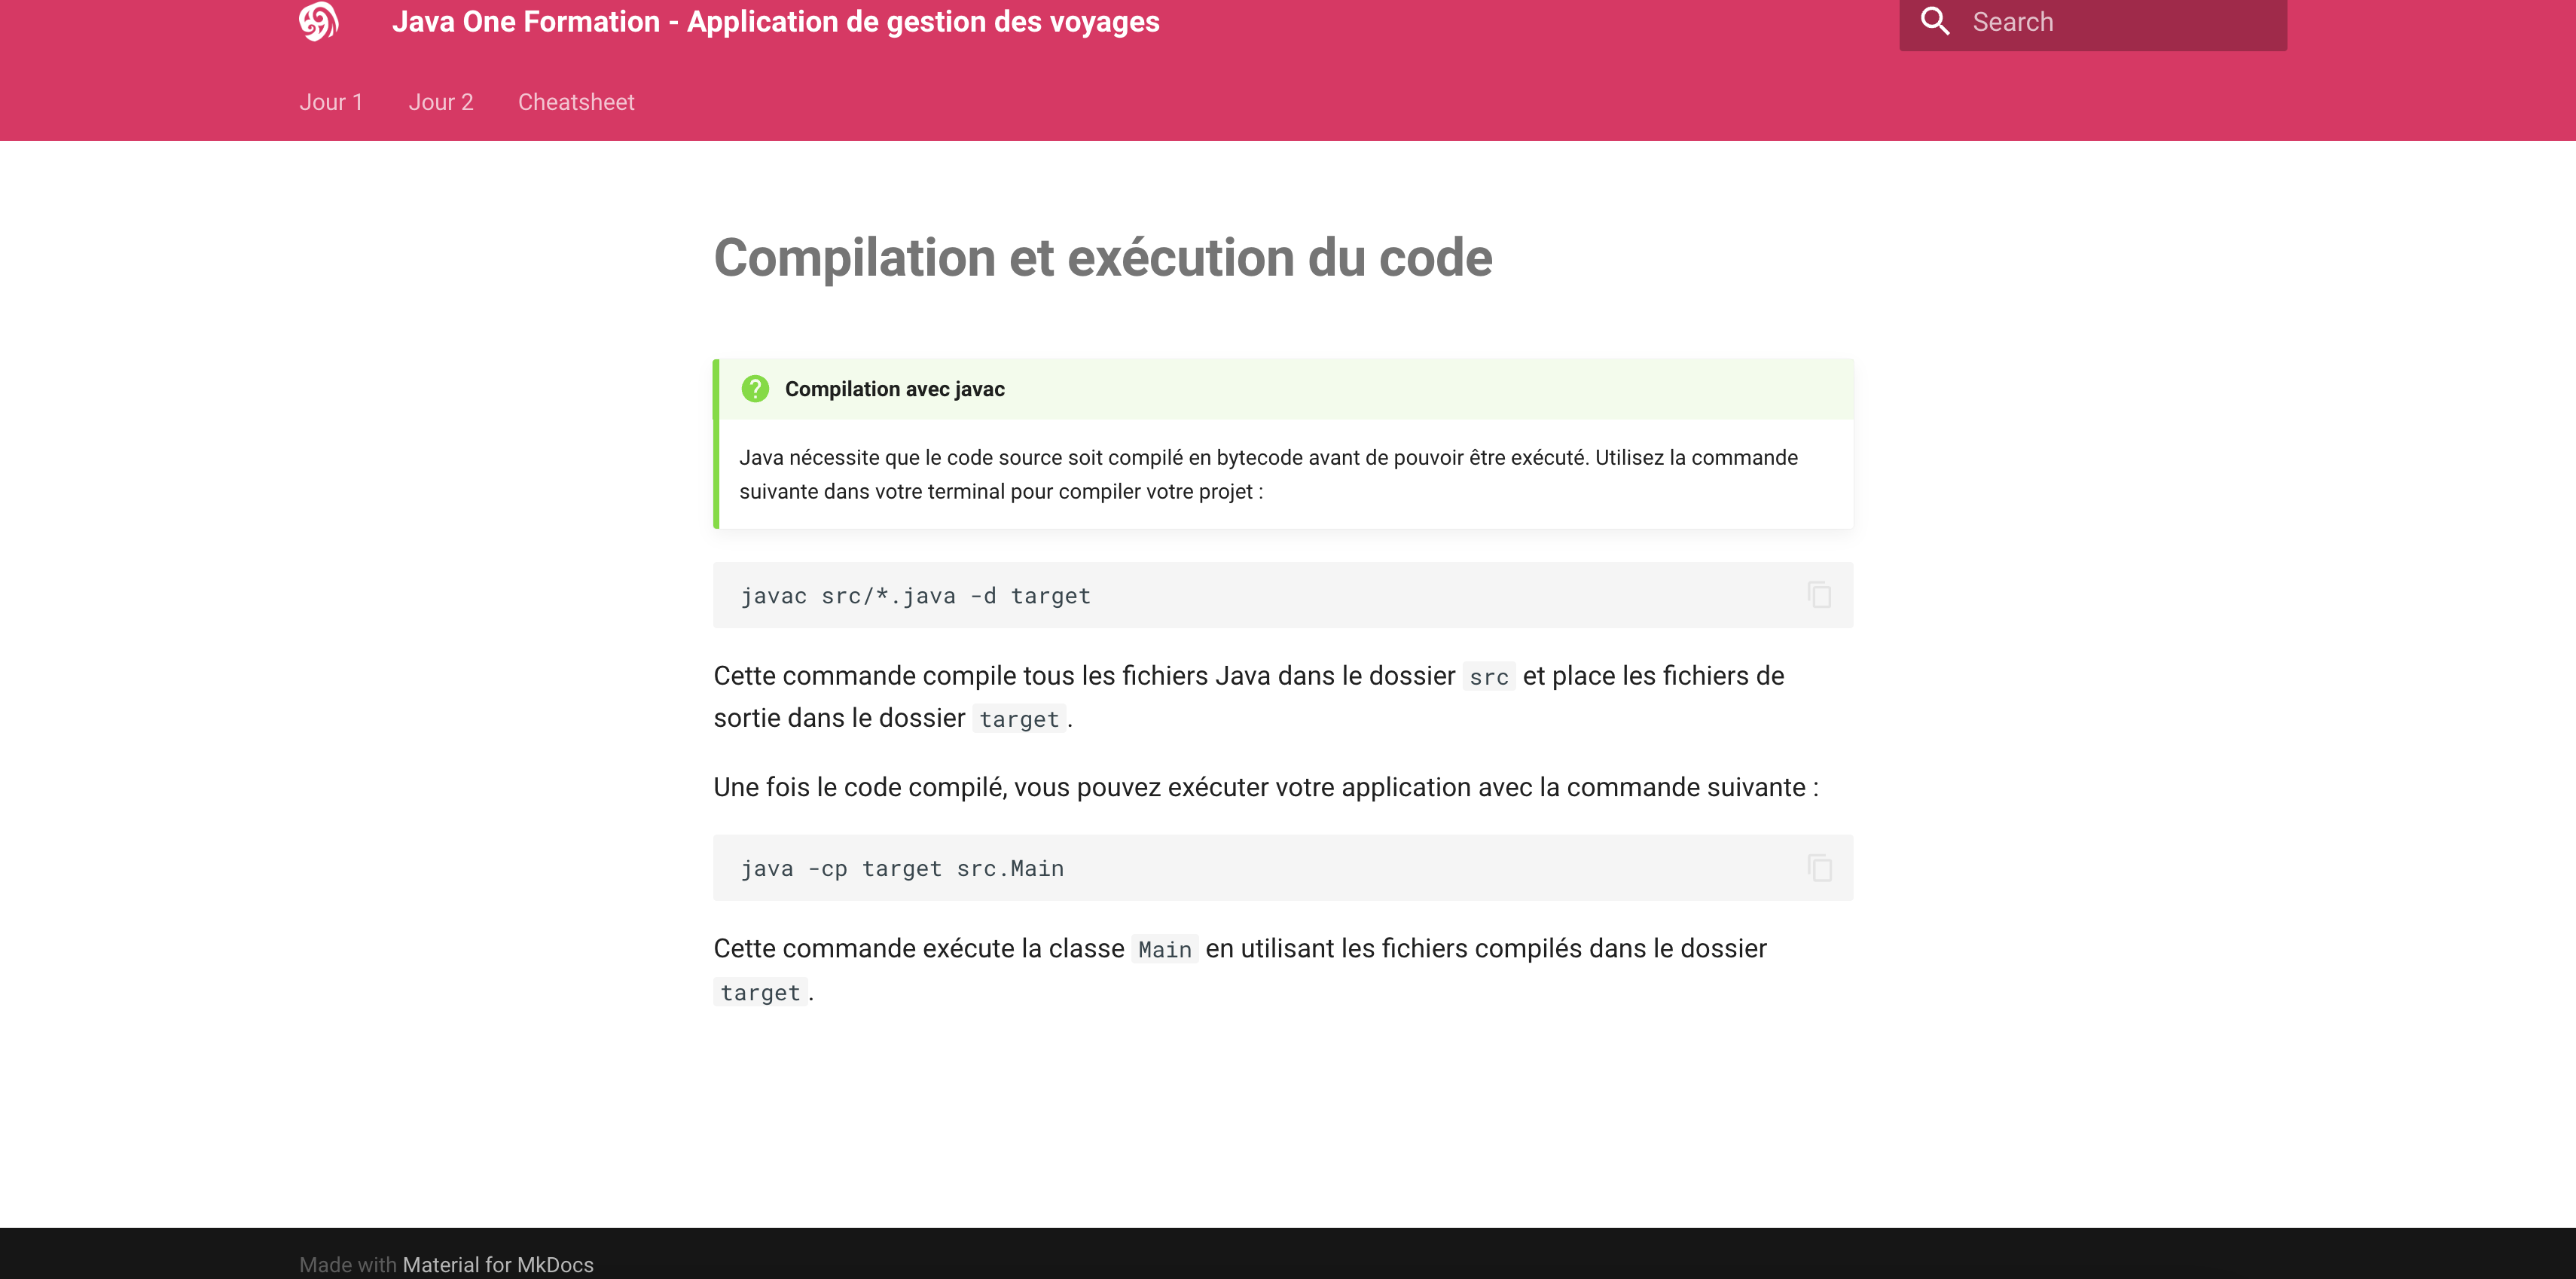 Java One Formation - Application de gestion des voyages
Search
Jour 1
Jour 2
Cheatsheet
Compilation et exécution du code
Compilation avec javac
Java nécessite que le code source soit compilé en bytecode avant de pouvoir être exécuté. Utilisez la commande
suivante dans votre terminal pour compiler votre projet :
javac src/*.java -d target
Cette commande compile tous les fichiers Java dans le dossier src et place les fichiers de
sortie dans le dossier target.
Une fois le code compilé, vous pouvez exécuter votre application avec la commande suivante :
java -cp target src.Main
Cette commande exécute la classe Main en utilisant les fichiers compilés dans le dossier
target.
Made with Material for MkDocs